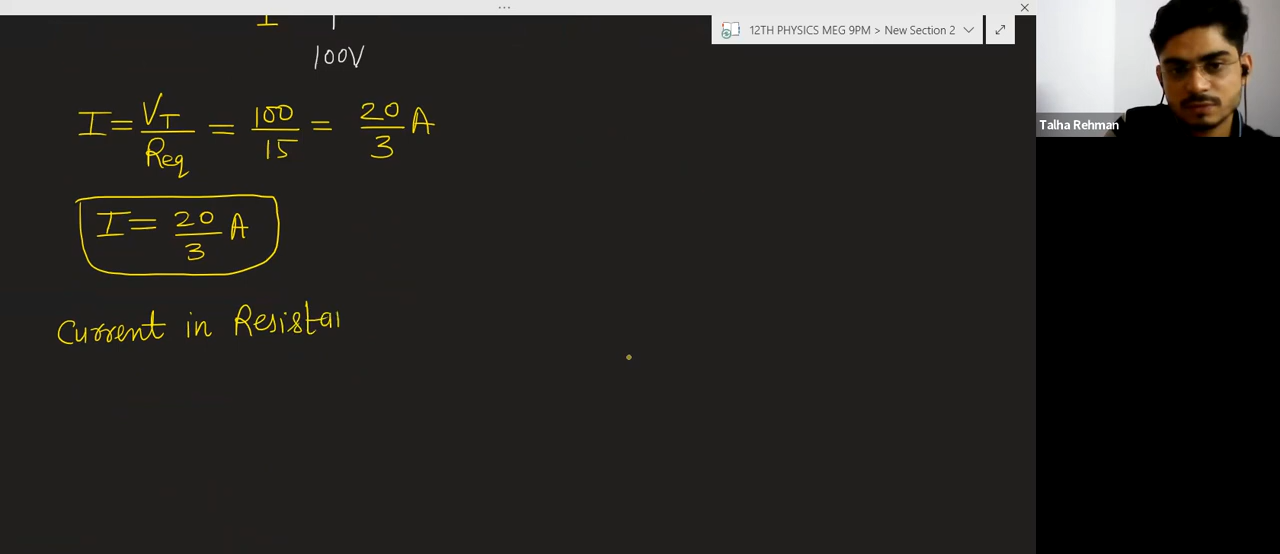 I
12TH PHYSICS MEG 9PM > New Section 2
100V
I = V_T / Req = 100 / 15 = 20 / 3 A
Talha Rehman
I = 20 / 3 A
Current in Resistan